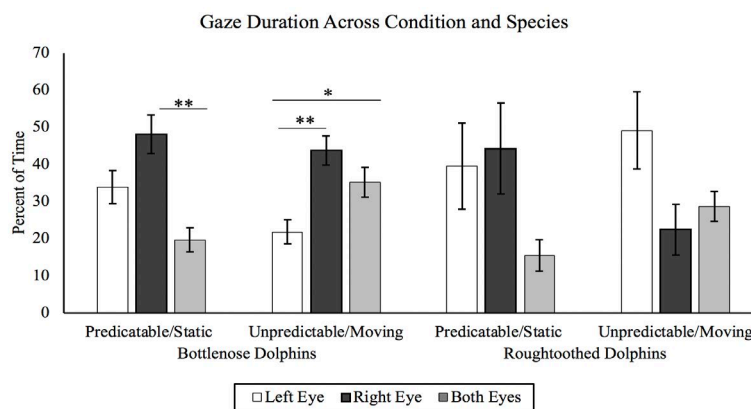 Gaze Duration Across Condition and Species
Percent of Time
70
60
50
40
30
20
10
0
** ** *
Predicatable/Static Unpredictable/Moving Predicatable/Static Unpredictable/Moving
Bottlenose Dolphins Roughtoothed Dolphins
Left Eye Right Eye Both Eyes